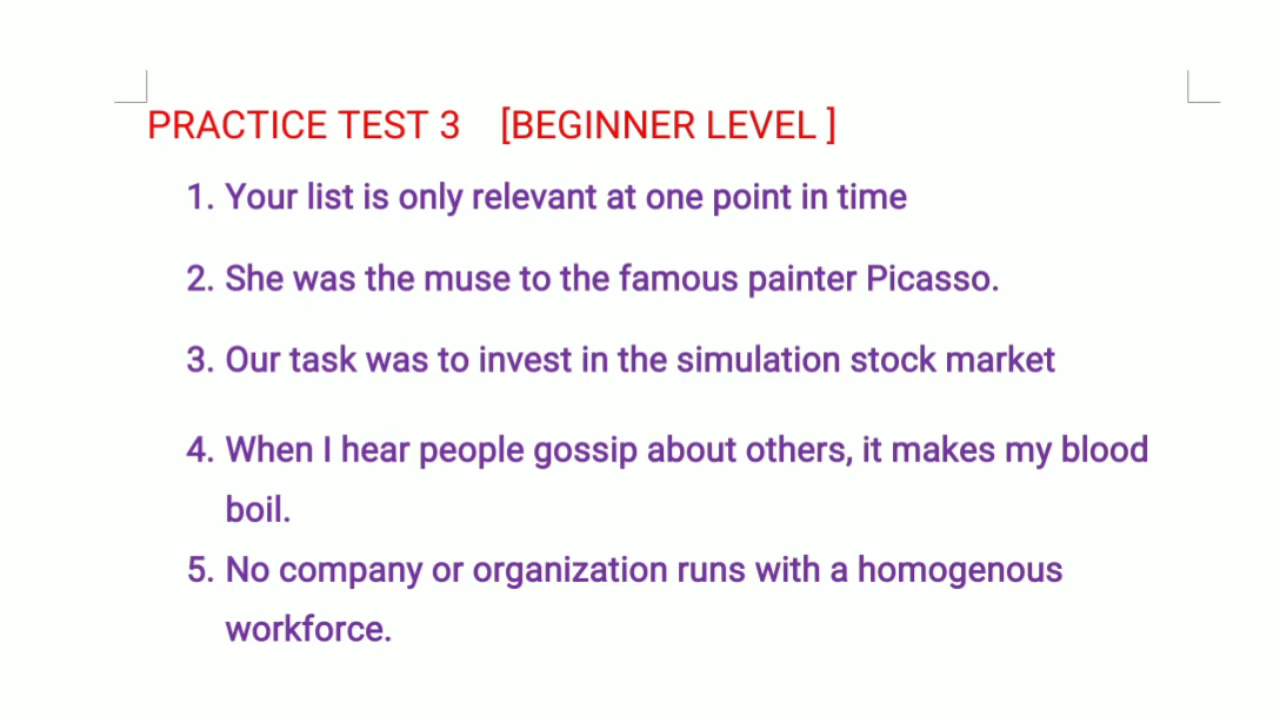 PRACTICE TEST 3 [BEGINNER LEVEL ]
1. Your list is only relevant at one point in time
2. She was the muse to the famous painter Picasso.
3. Our task was to invest in the simulation stock market
4. When I hear people gossip about others, it makes my blood
boil.
5. No company or organization runs with a homogenous
workforce.